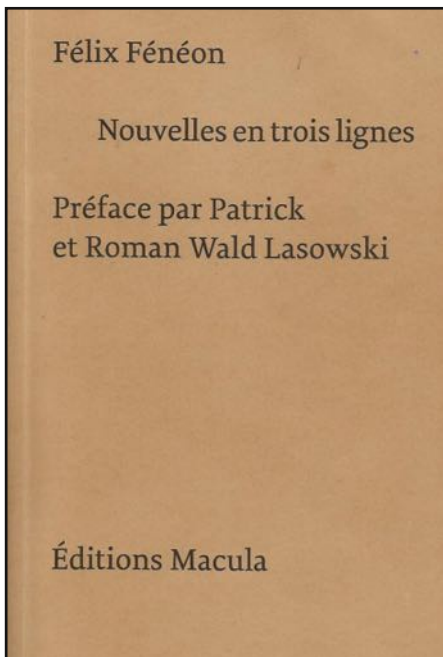 Félix Fénéon
Nouvelles en trois lignes
Préface par Patrick
et Roman Wald Lasowski
Éditions Macula